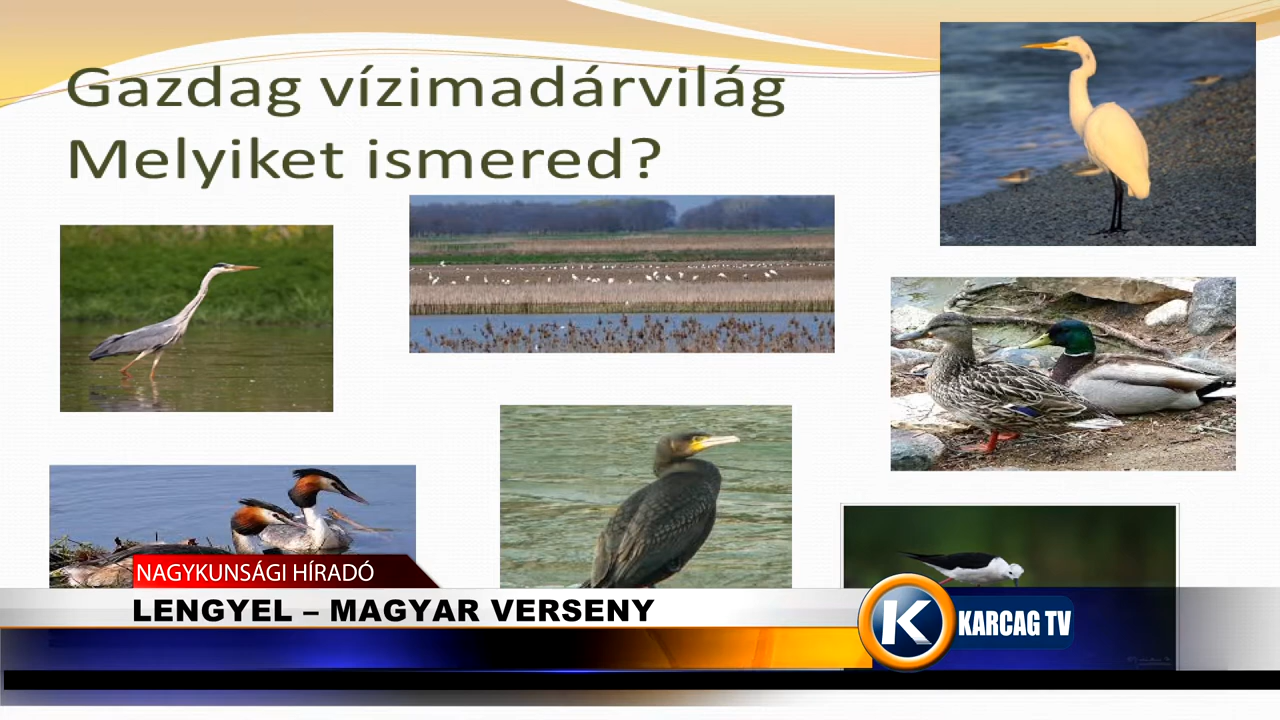 Gazdag vízimadárvilág
Melyiket ismered?
NAGYKUNSÁGI HÍRADÓ
LENGYEL – MAGYAR VERSENY
K KARCAG TV